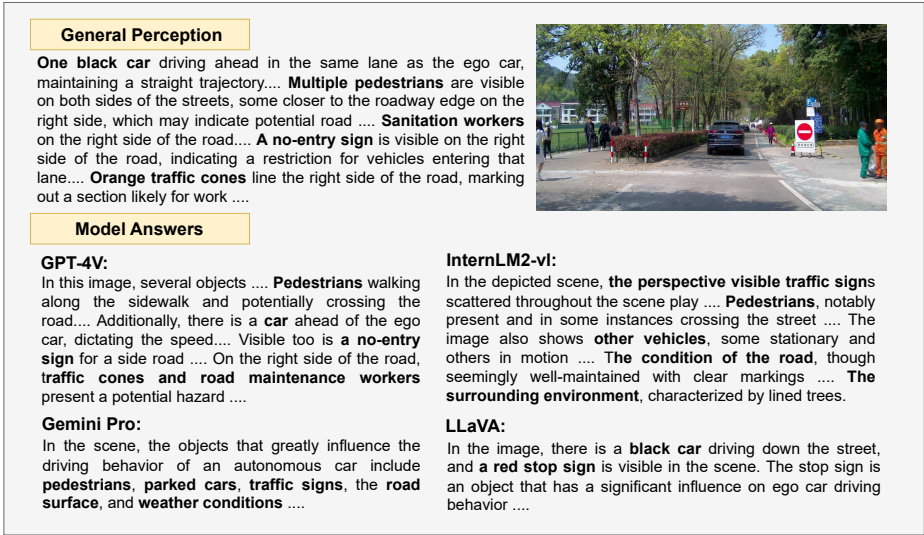 General Perception
One black car driving ahead in the same lane as the ego car,
maintaining a straight trajectory.... Multiple pedestrians are visible
on both sides of the streets, some closer to the roadway edge on the
right side, which may indicate potential road .... Sanitation workers
on the right side of the road.... A no-entry sign is visible on the right
side of the road, indicating a restriction for vehicles entering that
lane.... Orange traffic cones line the right side of the road, marking
out a section likely for work ....
Model Answers
GPT-4V:
In this image, several objects .... Pedestrians walking
along the sidewalk and potentially crossing the
road.... Additionally, there is a car ahead of the ego
car, dictating the speed.... Visible too is a no-entry
sign for a side road .... On the right side of the road,
traffic cones and road maintenance workers
present a potential hazard ....
Gemini Pro:
In the scene, the objects that greatly influence the
driving behavior of an autonomous car include
pedestrians, parked cars, traffic signs, the road
surface, and weather conditions ....
InternLM2-vl:
In the depicted scene, the perspective visible traffic signs
scattered throughout the scene play .... Pedestrians, notably
present and in some instances crossing the street .... The
image also shows other vehicles, some stationary and
others in motion .... The condition of the road, though
seemingly well-maintained with clear markings .... The
surrounding environment, characterized by lined trees.
LLaVA:
In the image, there is a black car driving down the street,
and a red stop sign is visible in the scene. The stop sign is
an object that has a significant influence on ego car driving
behavior ....